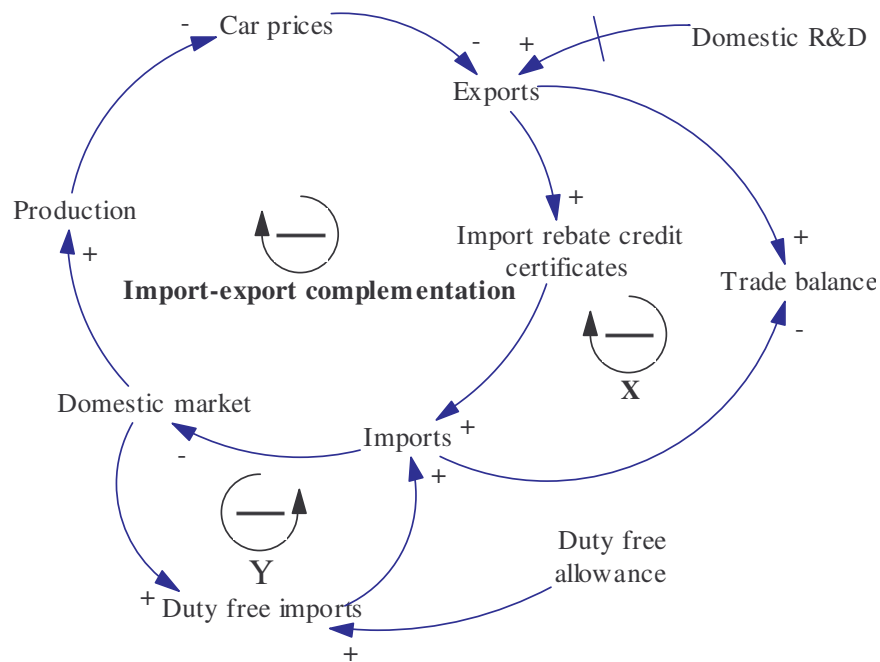 Car prices
-
-
+
Domestic R&D
Exports
Production
+
+
Import rebate credit
certificates
+
Trade balance
Import-export complementation
-
X
Domestic market
Imports
+
-
+
Y
Duty free
allowance
+
Duty free imports
+